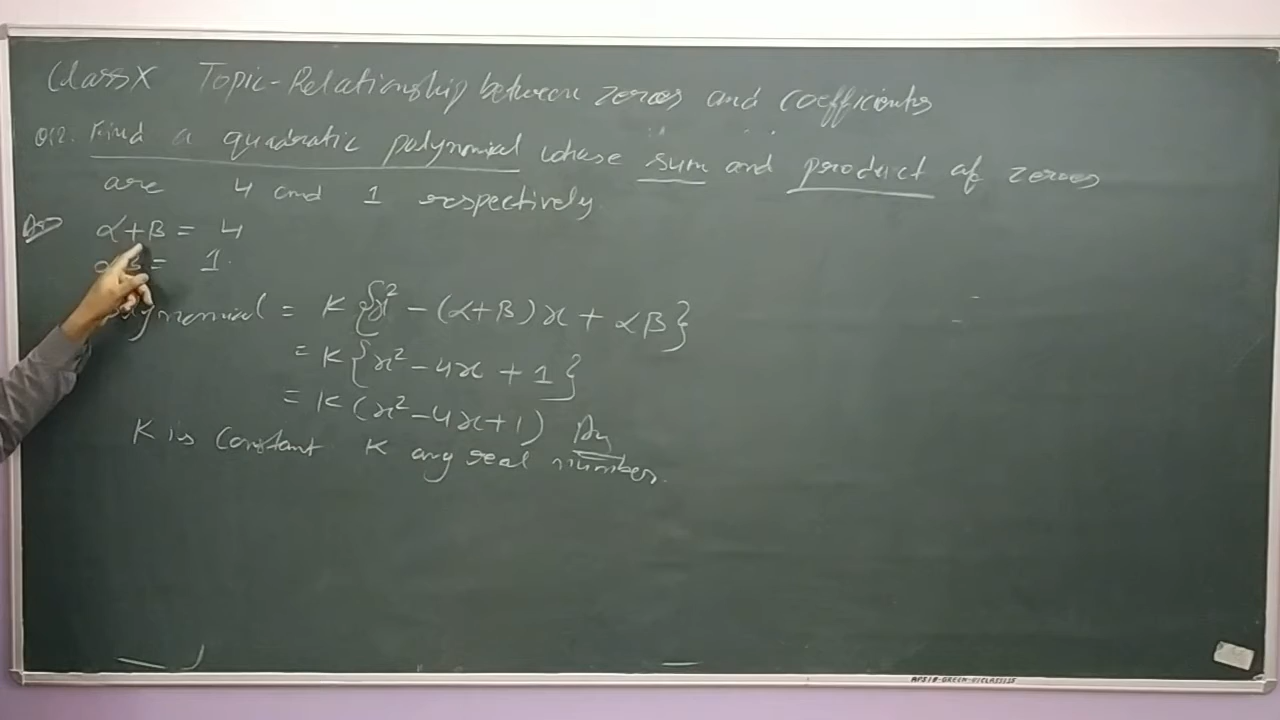 Class X Topic-Relationship between zeroes and coefficients
Q12. Find a quadratic polynomial whose sum and product of zeroes
are 4 and 1 respectively.
α+β = 4
= 1.
= K{x² - (α+β)x + αβ}
= K{x² - 4x + 1}
= K(x² - 4x + 1)
K is constant K any real number.